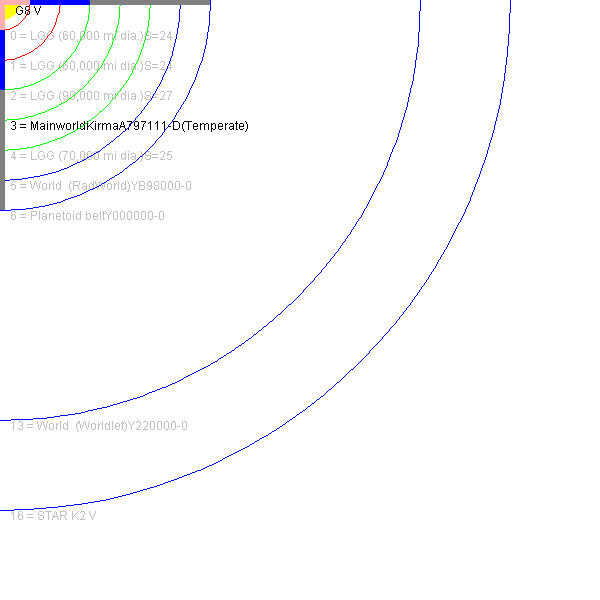 G8 V
0 = LGG (60,000 mi dia.)S=24
1 = LGG (60,000 mi dia.)S=24
2 = LGG (90,000 mi dia.)S=27
3 = MainworldKirmaA797111-D(Temperate)
4 = LGG (70,000 mi dia.)S=25
5 = World  (RadWorld)YB98000-0
6 = Planetoid beltY000000-0
13 = World  (Worldlet)Y220000-0
16 = STAR K2 V